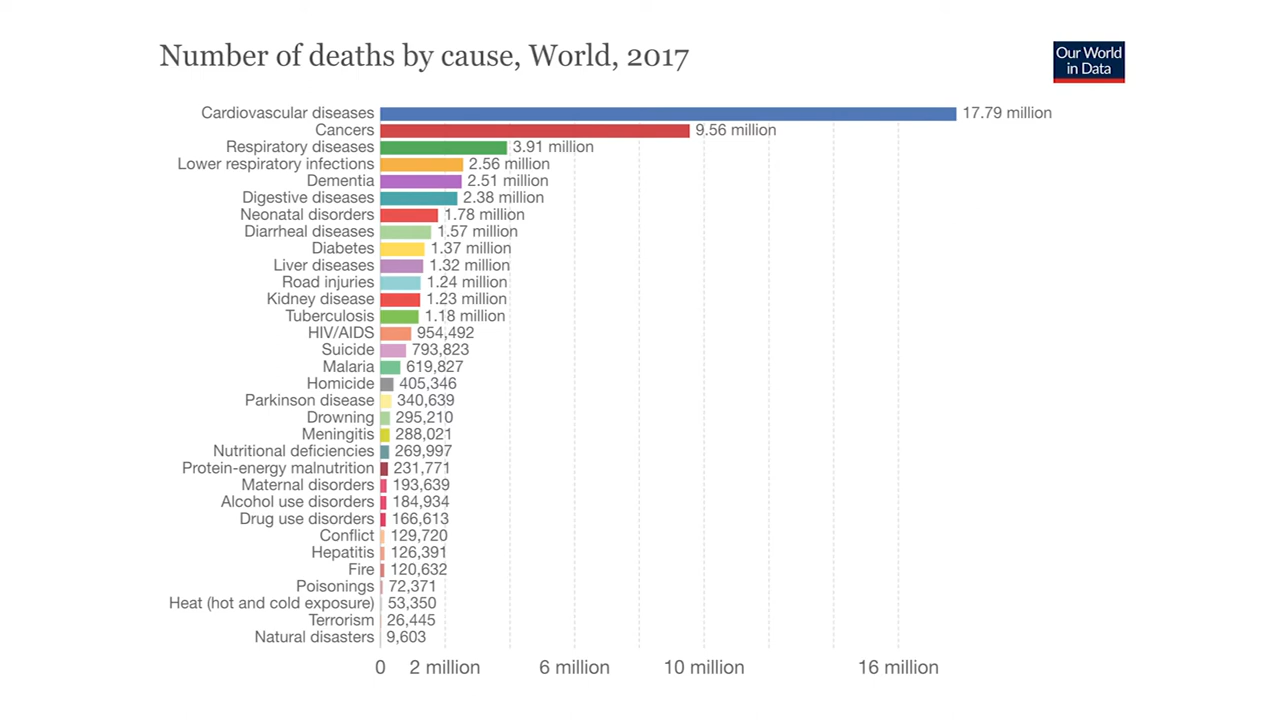 Number of deaths by cause, World, 2017
Our World
in Data
Cardiovascular diseases 17.79 million
Cancers 9.56 million
Respiratory diseases 3.91 million
Lower respiratory infections 2.56 million
Dementia 2.51 million
Digestive diseases 2.38 million
Neonatal disorders 1.78 million
Diarrheal diseases 1.57 million
Diabetes 1.37 million
Liver diseases 1.32 million
Road injuries 1.24 million
Kidney disease 1.23 million
Tuberculosis 1.18 million
HIV/AIDS 954,492
Suicide 793,823
Malaria 619,827
Homicide 405,346
Parkinson disease 340,639
Drowning 295,210
Meningitis 288,021
Nutritional deficiencies 269,997
Protein-energy malnutrition 231,771
Maternal disorders 193,639
Alcohol use disorders 184,934
Drug use disorders 166,613
Conflict 129,720
Hepatitis 126,391
Fire 120,632
Poisonings 72,371
Heat (hot and cold exposure) 53,350
Terrorism 26,445
Natural disasters 9,603
0 2 million 6 million 10 million 16 million